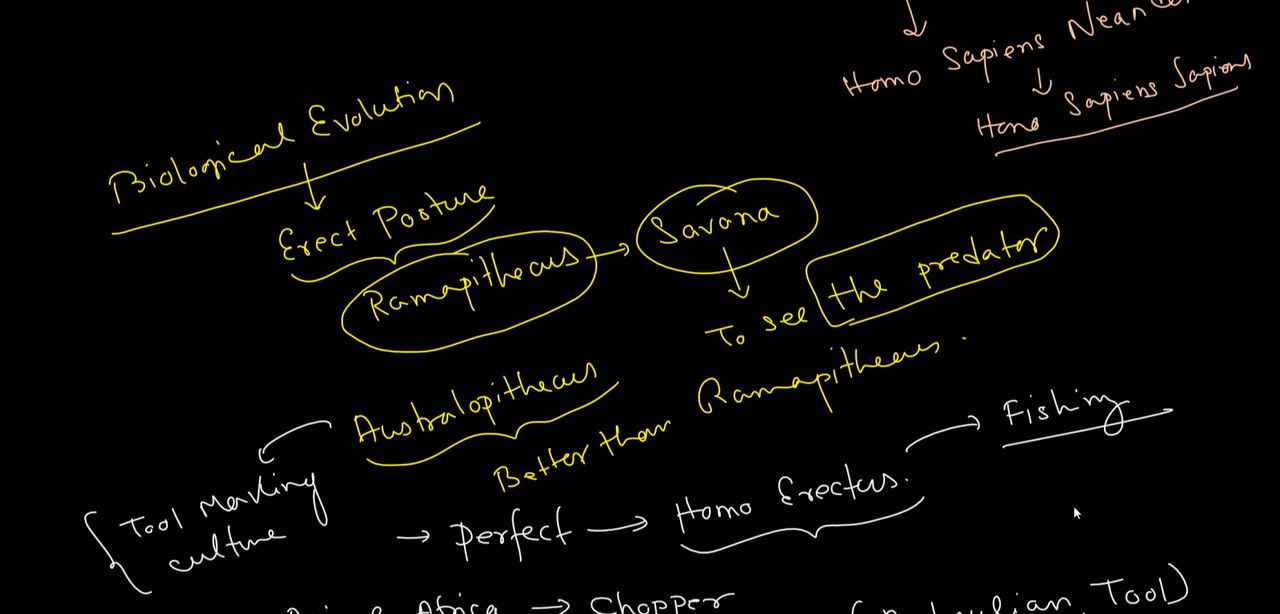 Homo Sapiens Nean
Homo Sapiens Sapiens
Biological Evolution
Erect Posture
Ramapithecus → Savana
To see the predator
Australopithecus
Better than Ramapithecus.
Tool Making culture
→ Perfect → Homo Erectus.
Fishing
Africa → Chopper
Tool)